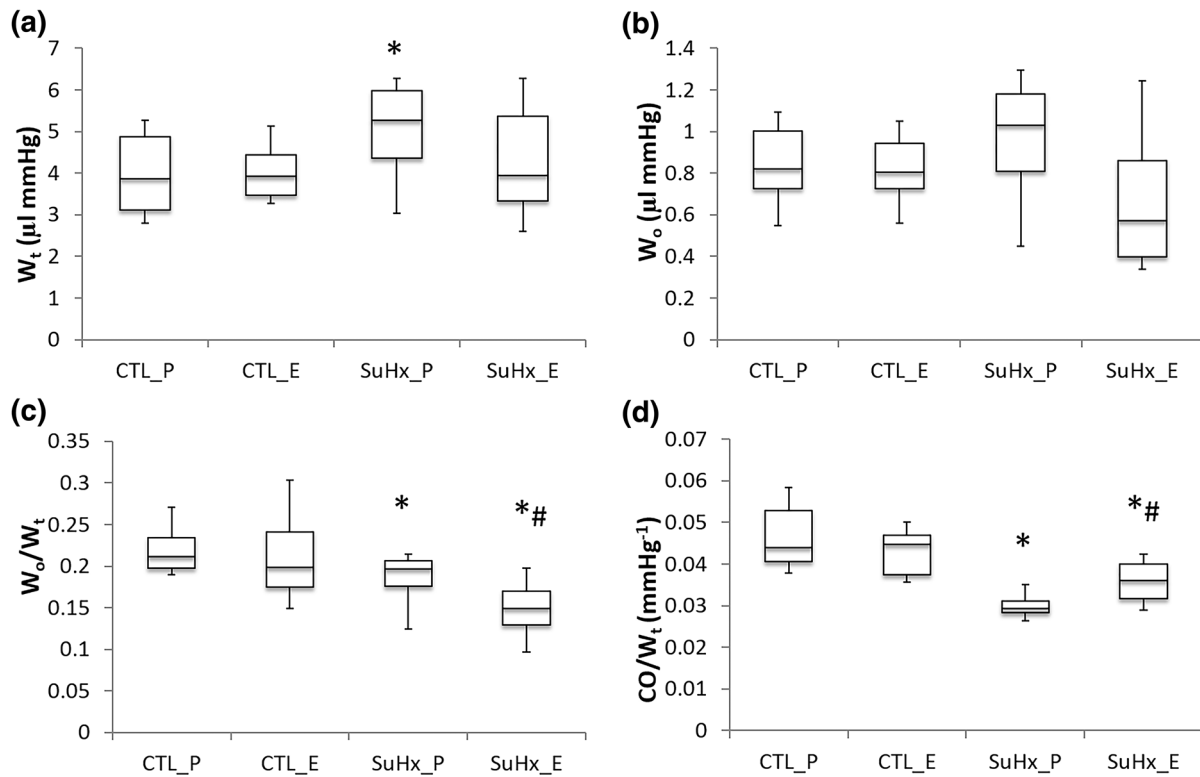 (a)
Wt (µl mmHg)
7
6
5
4
3
2
1
0
*
CTL_P CTL_E SuHx_P SuHx_E
(b)
Wo (µl mmHg)
1.4
1.2
1
0.8
0.6
0.4
0.2
0
CTL_P CTL_E SuHx_P SuHx_E
(c)
Wo/Wt
0.35
0.3
0.25
0.2
0.15
0.1
0.05
0
* *#
CTL_P CTL_E SuHx_P SuHx_E
(d)
CO/Wt (mmHg-1)
0.07
0.06
0.05
0.04
0.03
0.02
0.01
0
* *#
CTL_P CTL_E SuHx_P SuHx_E